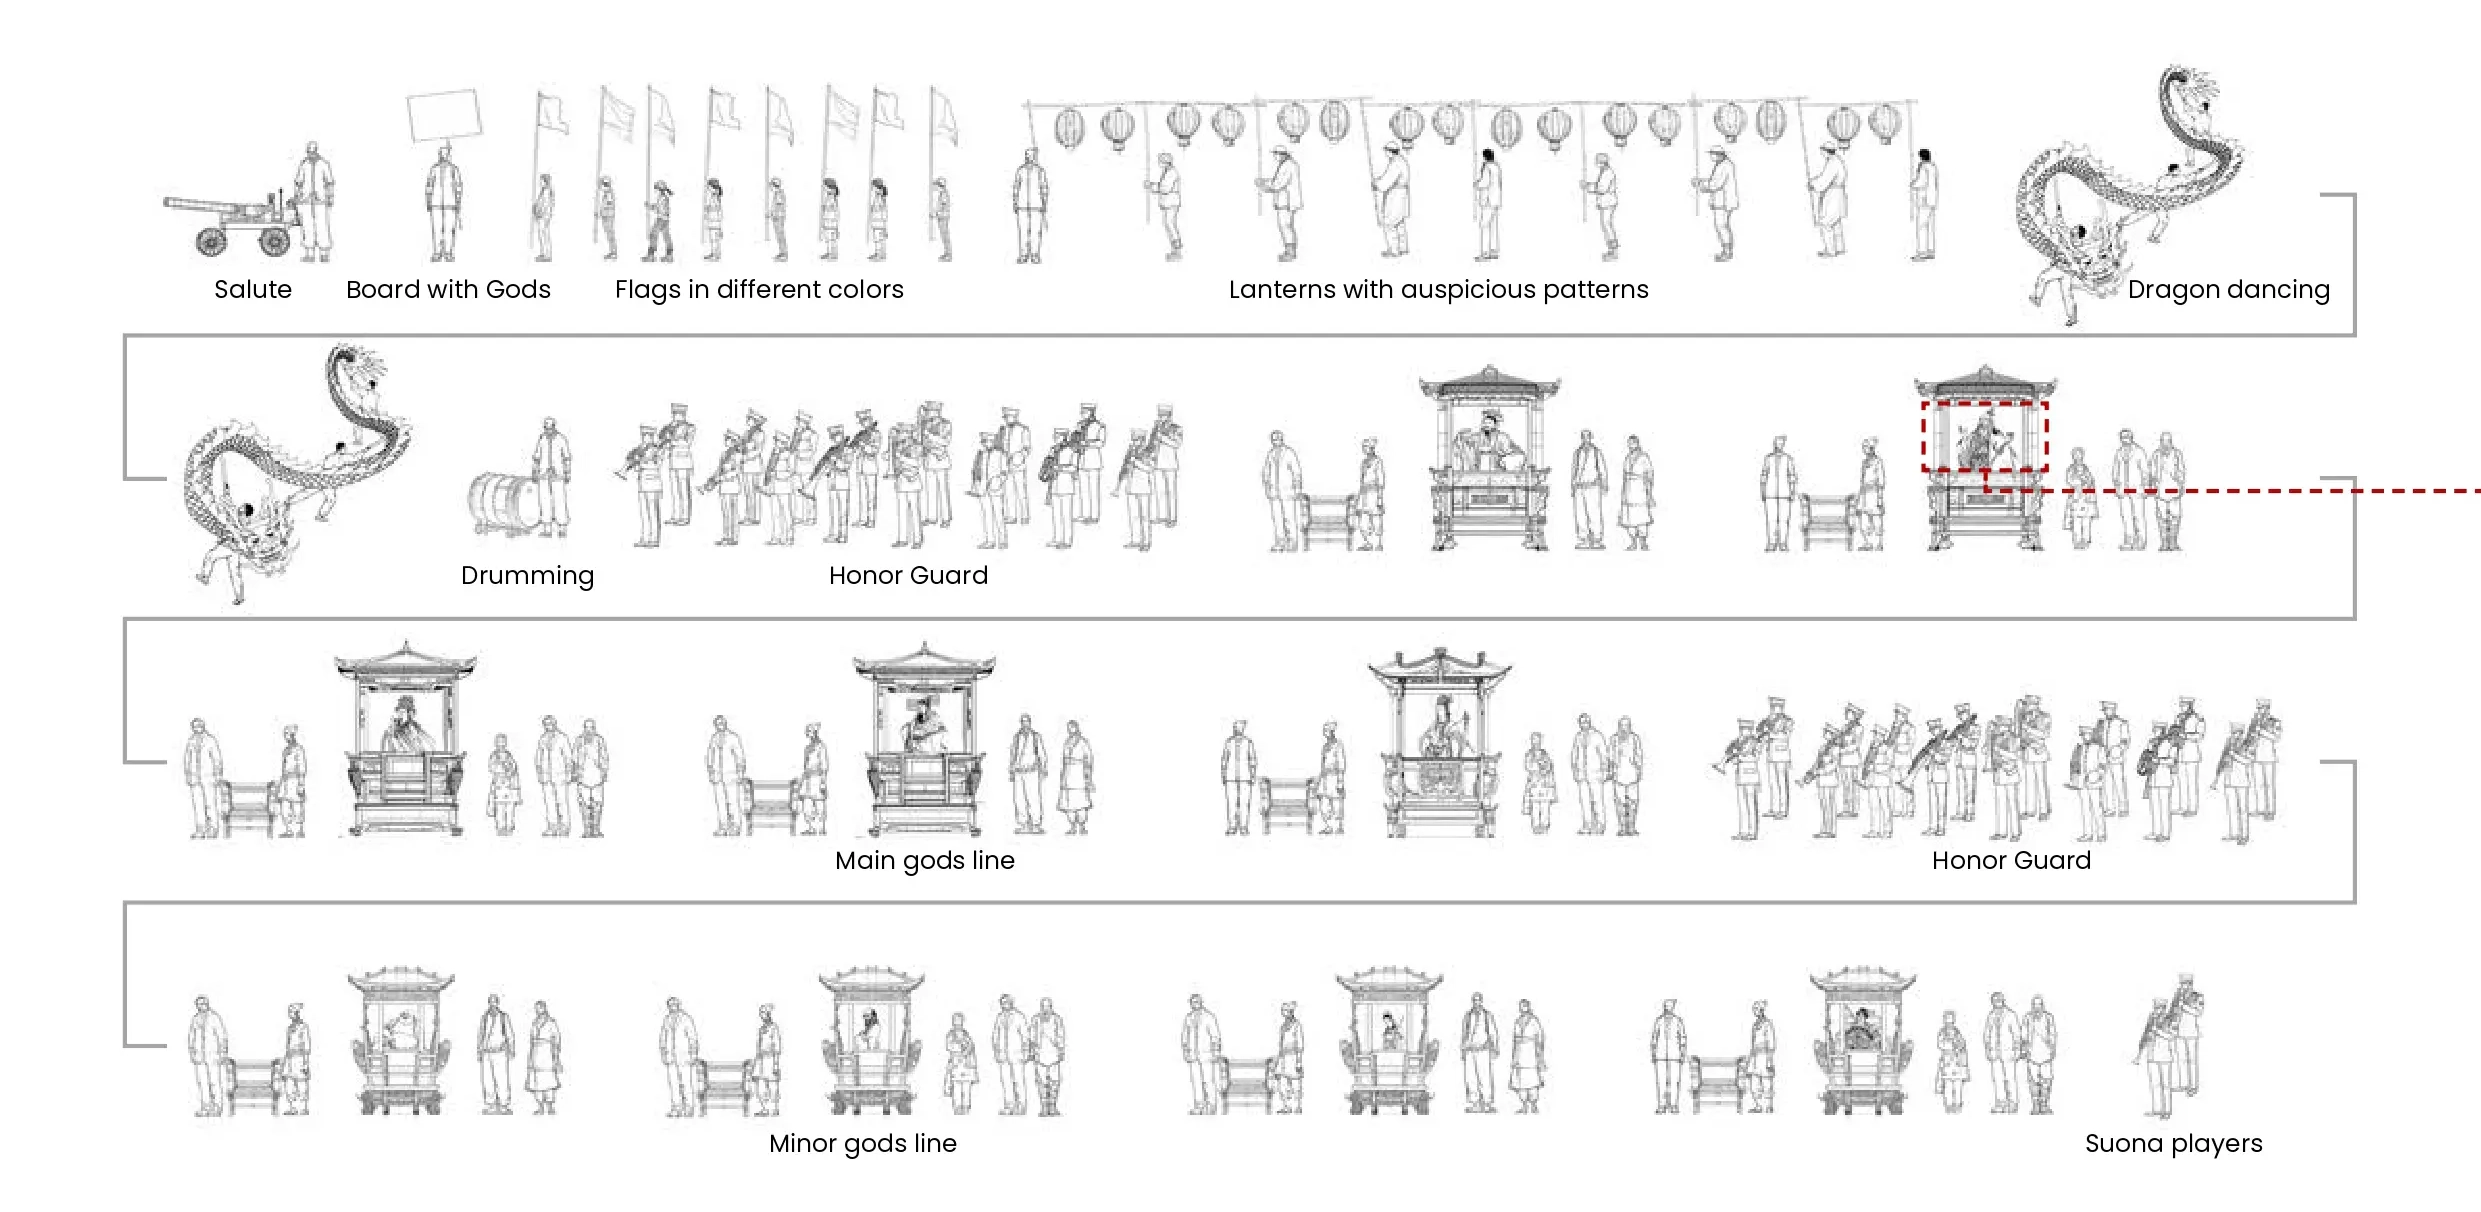 Salute
Board with Gods
Flags in different colors
Lanterns with auspicious patterns
Dragon dancing
Drumming
Honor Guard
Main gods line
Honor Guard
Minor gods line
Suona players